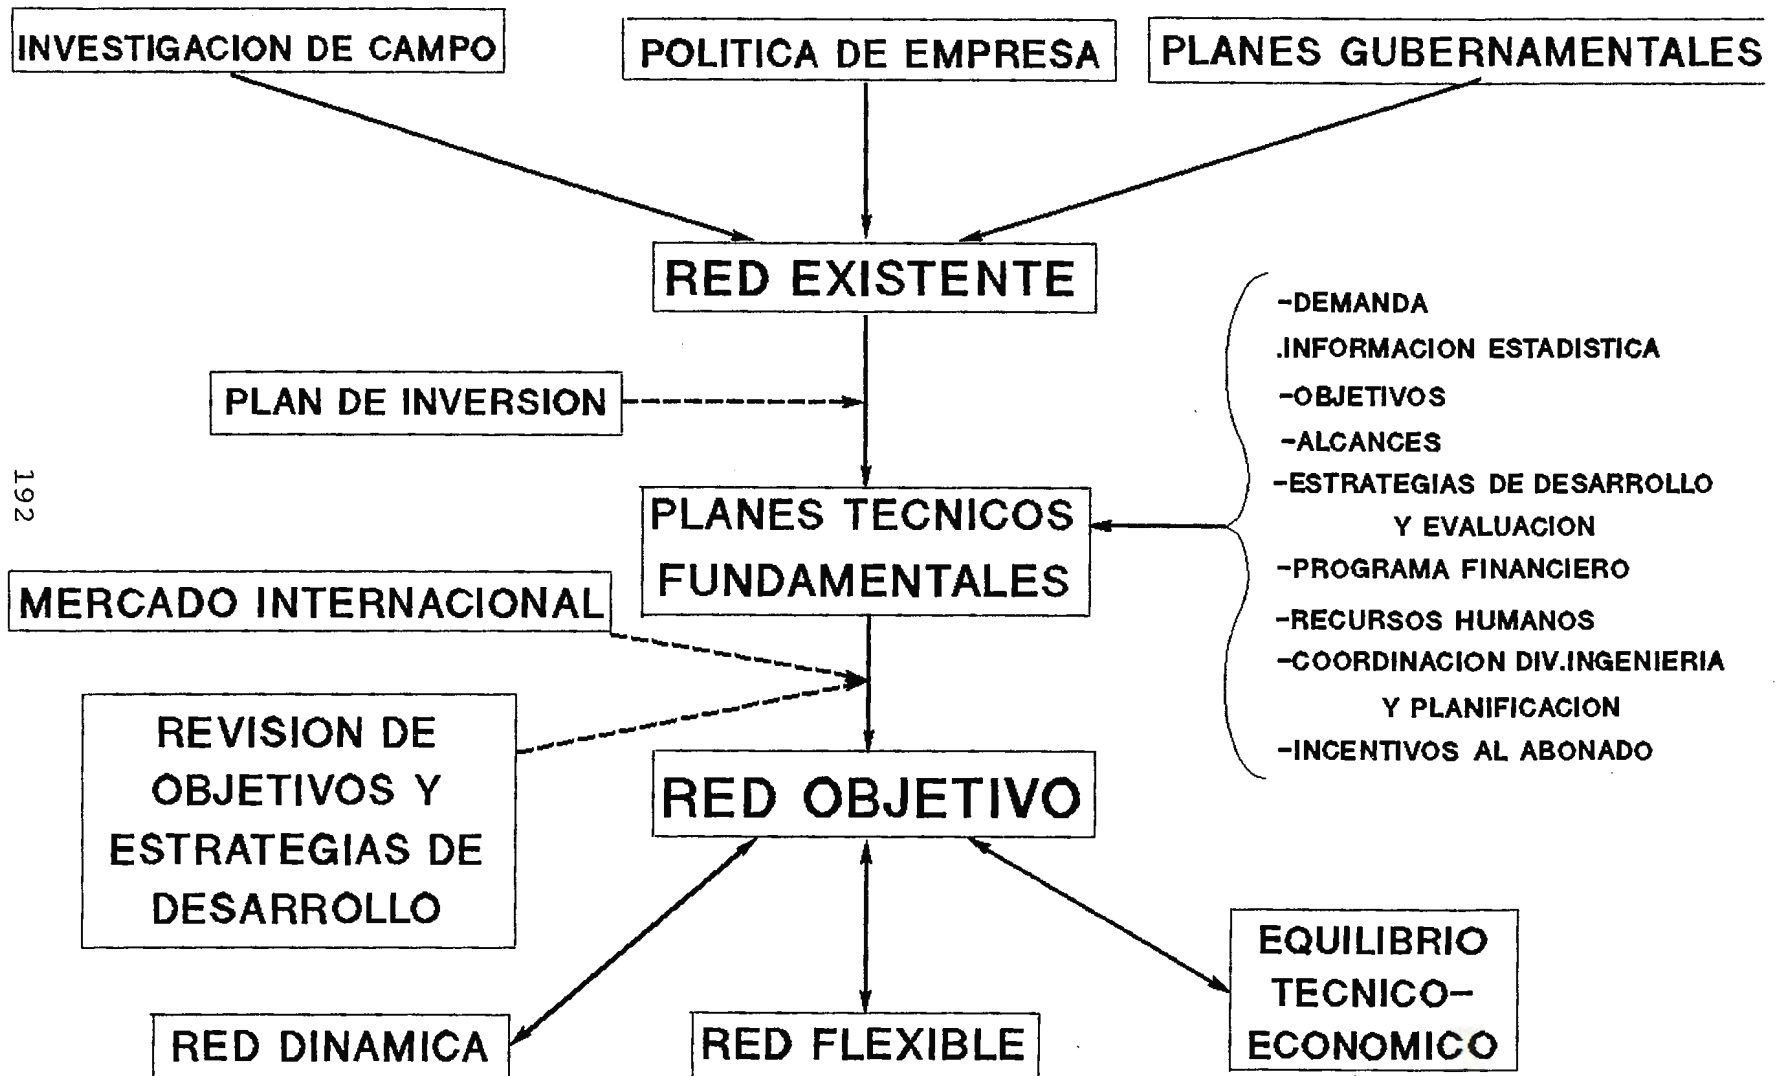 INVESTIGACION DE CAMPO
POLITICA DE EMPRESA
PLANES GUBERNAMENTALES
RED EXISTENTE
PLAN DE INVERSION
-DEMANDA
.INFORMACION ESTADISTICA
-OBJETIVOS
-ALCANCES
-ESTRATEGIAS DE DESARROLLO
Y EVALUACION
-PROGRAMA FINANCIERO
-RECURSOS HUMANOS
-COORDINACION DIV.INGENIERIA
Y PLANIFICACION
-INCENTIVOS AL ABONADO
PLANES TECNICOS
FUNDAMENTALES
192
MERCADO INTERNACIONAL
REVISION DE
OBJETIVOS Y
ESTRATEGIAS DE
DESARROLLO
RED OBJETIVO
RED DINAMICA
RED FLEXIBLE
EQUILIBRIO
TECNICO-
ECONOMICO